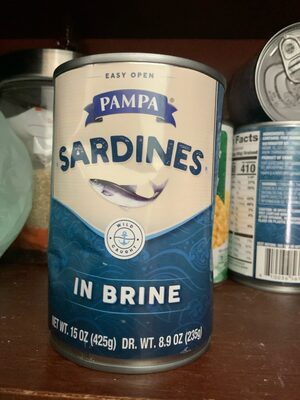 EASY OPEN
PAMPA
SARDINES
WILD
CAUGHT
IN BRINE
NET WT. 15 OZ (425g) DR. WT. 8.9 OZ (235g)
Facts
410